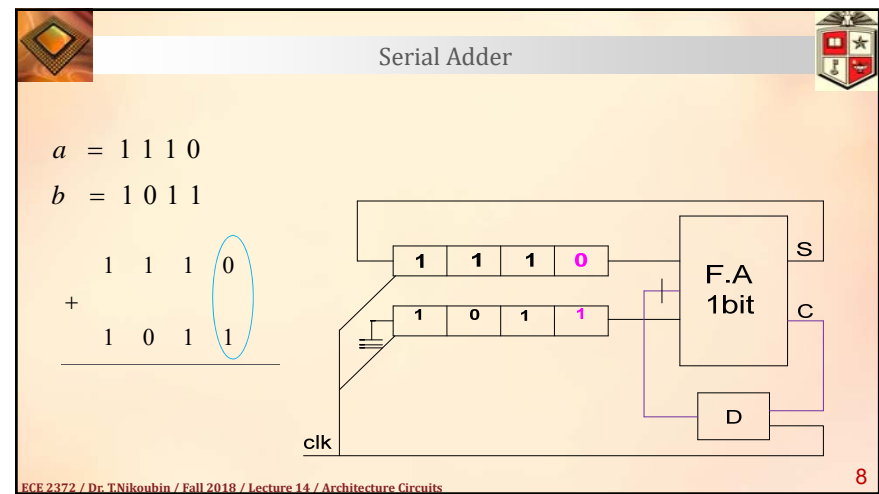 Serial Adder
a = 1 1 1 0
b = 1 0 1 1
1 1 1 0
+
1 0 1 1
1 1 1 0
1 0 1 1
F.A
1bit
S
C
D
clk
ECE 2372 / Dr. T.Nikoubin / Fall 2018 / Lecture 14 / Architecture Circuits
8